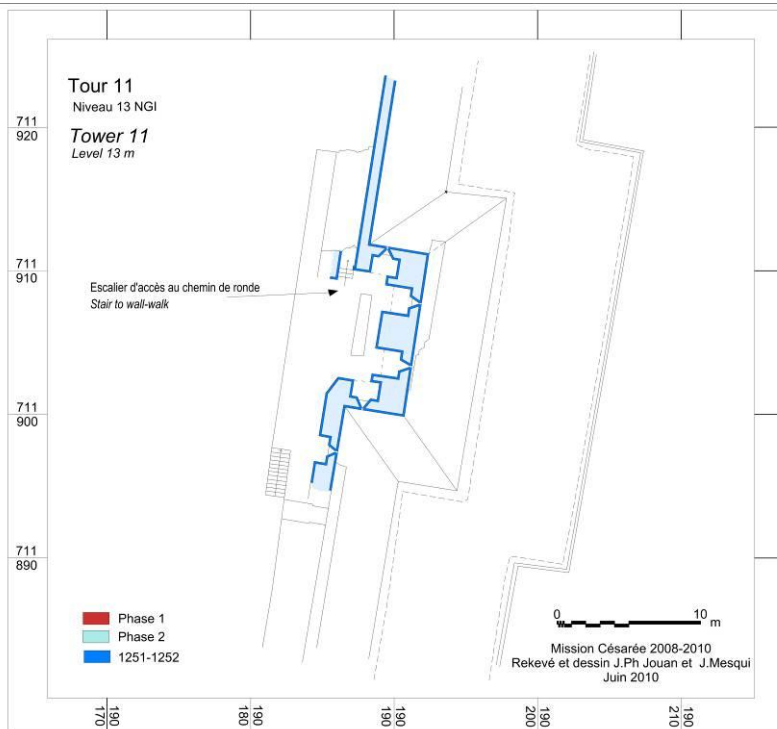 Tour 11
Niveau 13 NGI
Tower 11
Level 13 m
711
920
711
910
Escalier d'accès au chemin de ronde
Stair to wall-walk
711
900
711
890
Phase 1
Phase 2
1251-1252
0 10 m
Mission Césarée 2008-2010
Rekevé et dessin J.Ph Jouan et J.Mesqui
Juin 2010
170 190
180 190
190 190
200 190
210 190